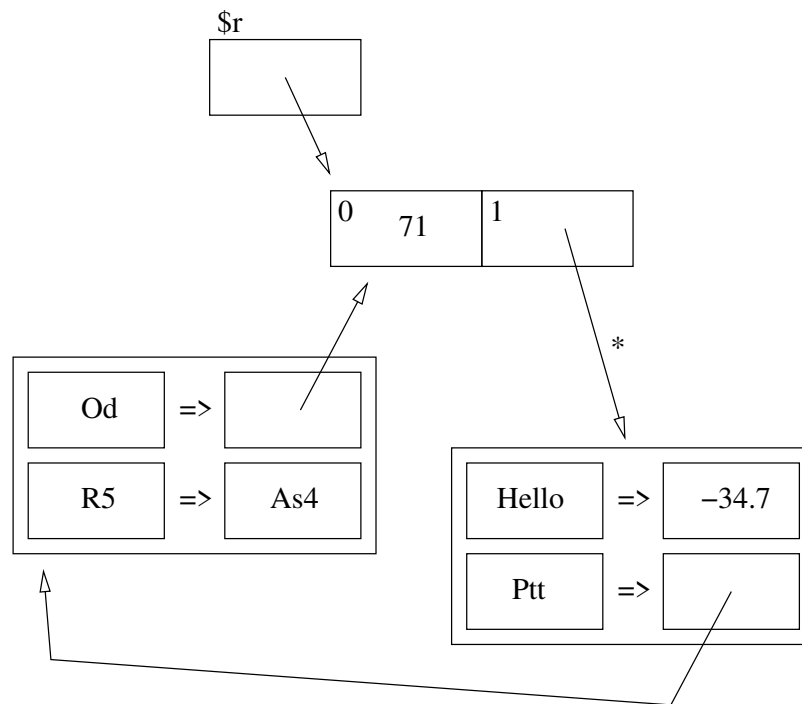 $r
0 71 1
*
Od => 
R5 => As4
Hello => −34.7
Ptt =>